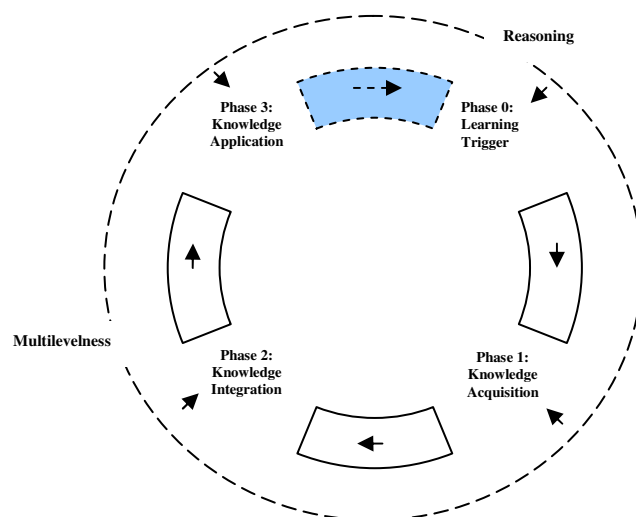 Reasoning
Phase 3:
Knowledge
Application
Phase 0:
Learning
Trigger
Multilevelness
Phase 2:
Knowledge
Integration
Phase 1:
Knowledge
Acquisition